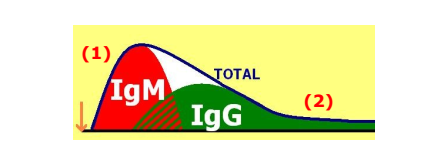 (1)
TOTAL
IgM
(2)
IgG